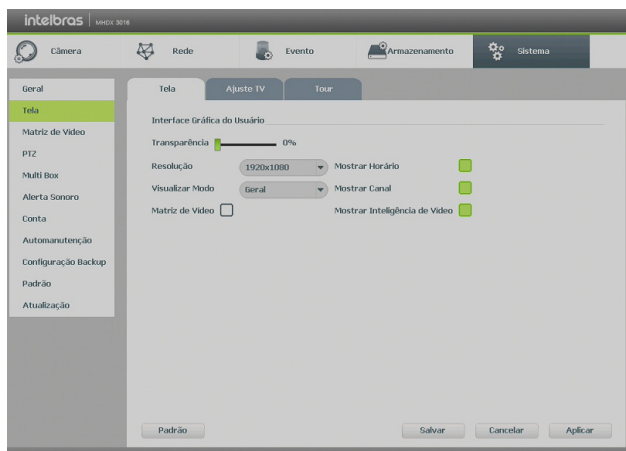 intelbras MHDX 3016
Câmera Rede Evento Armazenamento Sistema
Geral
Tela
Matriz de Vídeo
PTZ
Multi Box
Alerta Sonoro
Conta
Automanutenção
Configuração Backup
Padrão
Atualização
Tela Ajuste TV Tour
Interface Gráfica do Usuário
Transparência 0%
Resolução 1920x1080 Mostrar Horário
Visualizar Modo Geral Mostrar Canal
Matriz de Vídeo Mostrar Inteligência de Vídeo
Padrão Salvar Cancelar Aplicar